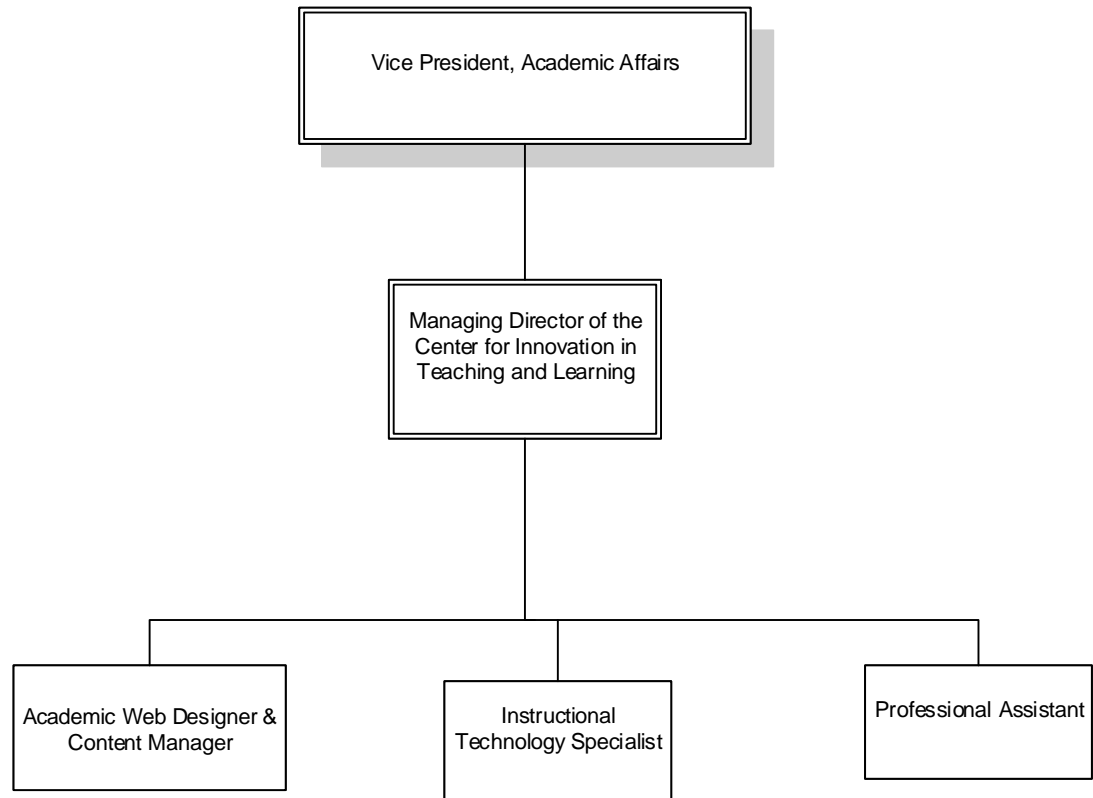 Vice President, Academic Affairs
Managing Director of the
Center for Innovation in
Teaching and Learning
Academic Web Designer &
Content Manager
Instructional
Technology Specialist
Professional Assistant